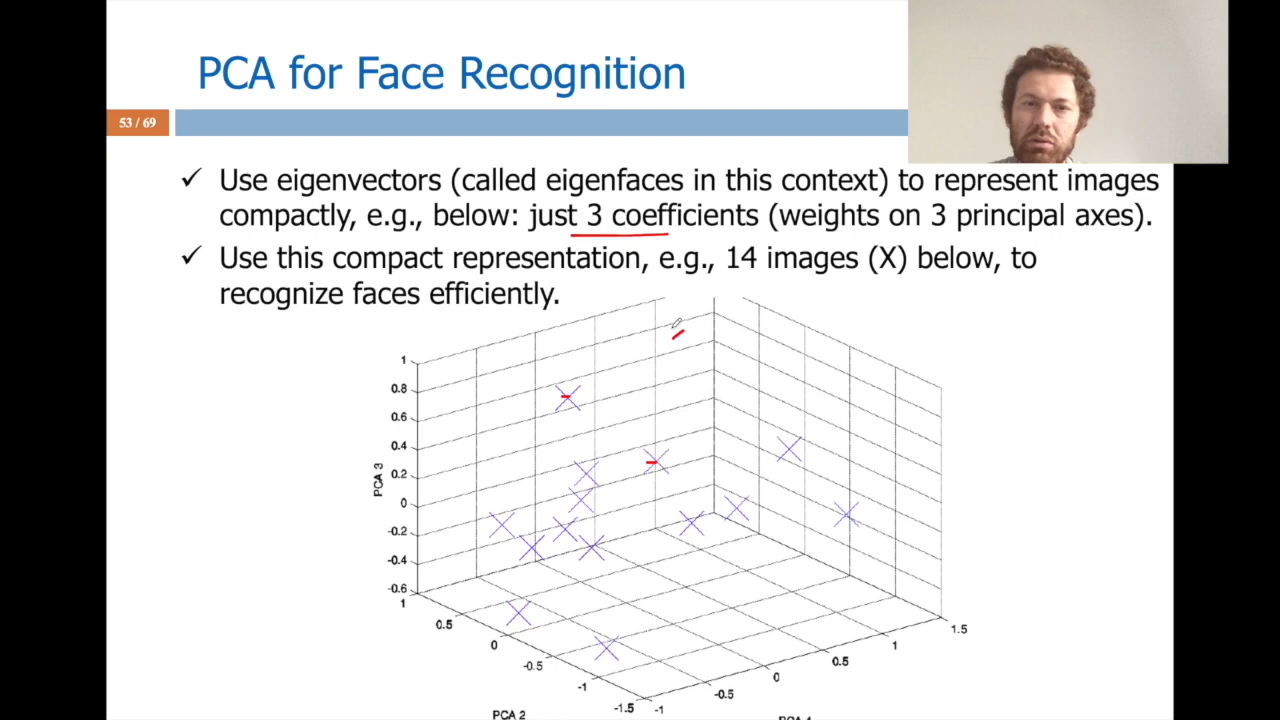 PCA for Face Recognition
53 / 69
✓ Use eigenvectors (called eigenfaces in this context) to represent images
compactly, e.g., below: just 3 coefficients (weights on 3 principal axes).
✓ Use this compact representation, e.g., 14 images (X) below, to
recognize faces efficiently.
1
0.8
0.6
0.4
0.2
0
-0.2
-0.4
-0.6
PCA 3
1
0.5
0
-0.5
-1
-1.5
PCA 2
-1
-0.5
0
0.5
1
1.5